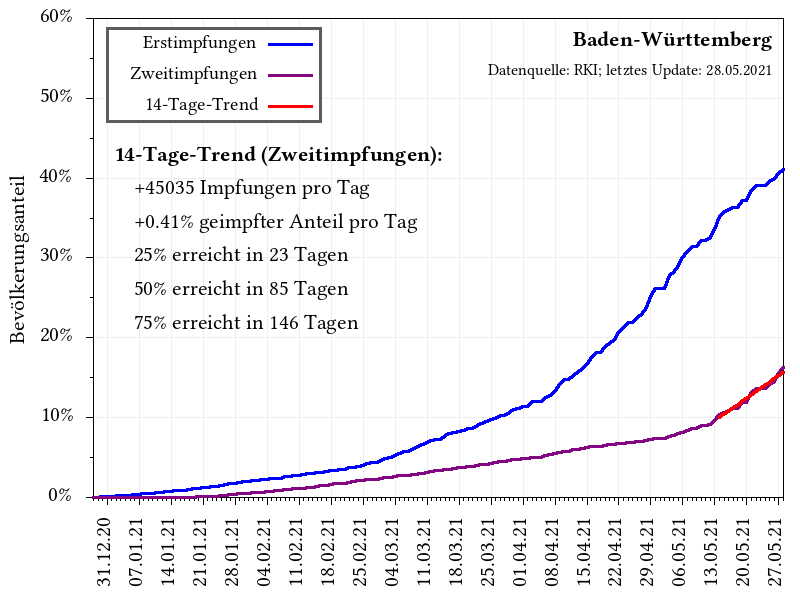 60%
50%
40%
30%
20%
10%
0%
Bevölkerungsanteil
Erstimpfungen
Zweitimpfungen
14-Tage-Trend
Baden-Württemberg
Datenquelle: RKI; letztes Update: 28.05.2021
14-Tage-Trend (Zweitimpfungen):
+45035 Impfungen pro Tag
+0.41% geimpfter Anteil pro Tag
25% erreicht in 23 Tagen
50% erreicht in 85 Tagen
75% erreicht in 146 Tagen
31.12.20
07.01.21
14.01.21
21.01.21
28.01.21
04.02.21
11.02.21
18.02.21
25.02.21
04.03.21
11.03.21
18.03.21
25.03.21
01.04.21
08.04.21
15.04.21
22.04.21
29.04.21
06.05.21
13.05.21
20.05.21
27.05.21